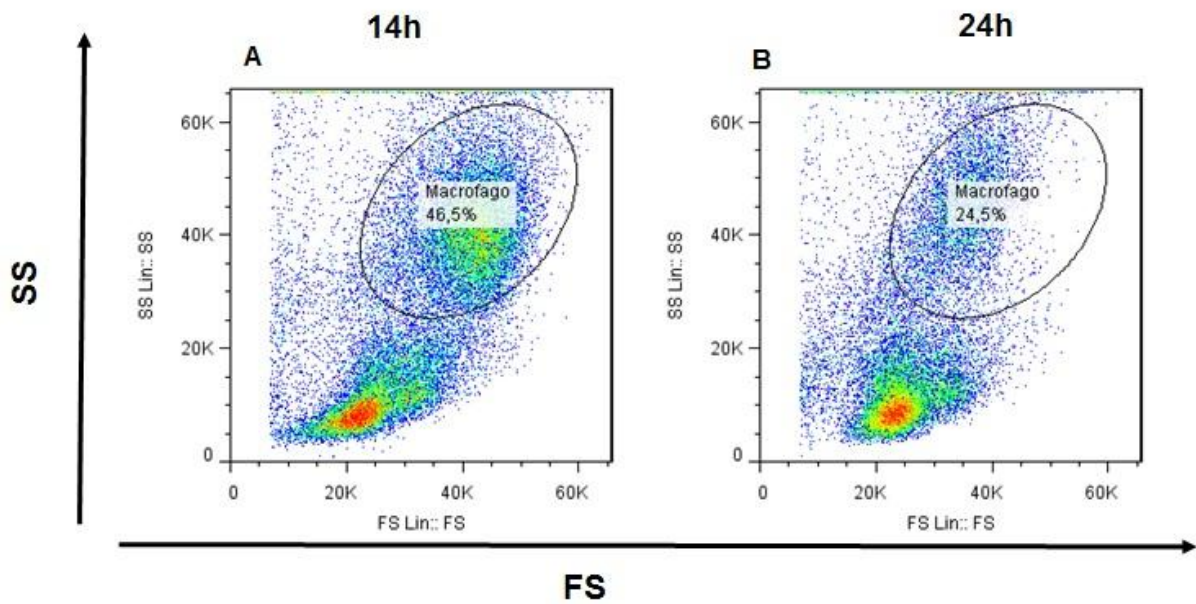 14h
24h
A
B
SS
SS Lin:: SS
60K
40K
20K
0
Macrofago
46,5%
0
20K
40K
60K
FS Lin:: FS
SS Lin:: SS
60K
40K
20K
0
Macrofago
24,5%
0
20K
40K
60K
FS Lin:: FS
FS